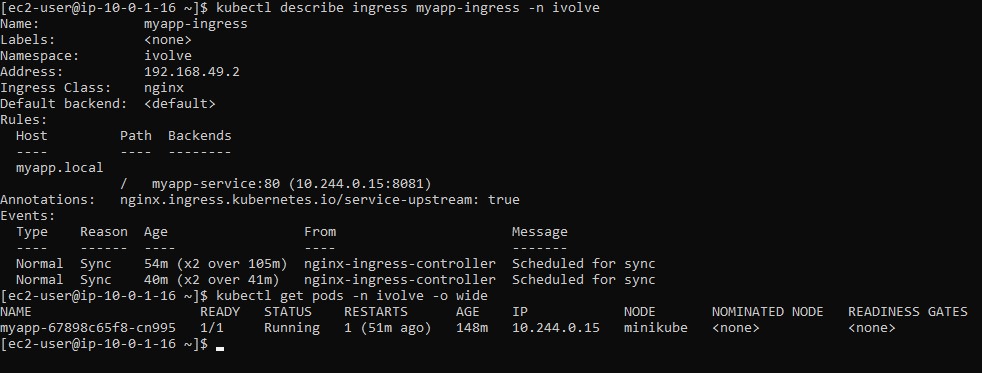 [ec2-user@ip-10-0-1-16 ~]$ kubectl describe ingress myapp-ingress -n ivolve
Name:             myapp-ingress
Labels:           <none>
Namespace:        ivolve
Address:          192.168.49.2
Ingress Class:    nginx
Default backend:  <default>
Rules:
  Host         Path  Backends
  ----         ----  --------
  myapp.local
               /   myapp-service:80 (10.244.0.15:8081)
Annotations:   nginx.ingress.kubernetes.io/service-upstream: true
Events:
  Type    Reason  Age                 From                      Message
  ----    ------  ----                ----                      -------
  Normal  Sync    54m (x2 over 105m)  nginx-ingress-controller  Scheduled for sync
  Normal  Sync    40m (x2 over 41m)   nginx-ingress-controller  Scheduled for sync
[ec2-user@ip-10-0-1-16 ~]$ kubectl get pods -n ivolve -o wide
NAME                     READY   STATUS    RESTARTS      AGE    IP            NODE       NOMINATED NODE   READINESS GATES
myapp-67898c65f8-cn995   1/1     Running   1 (51m ago)   148m   10.244.0.15   minikube   <none>           <none>
[ec2-user@ip-10-0-1-16 ~]$